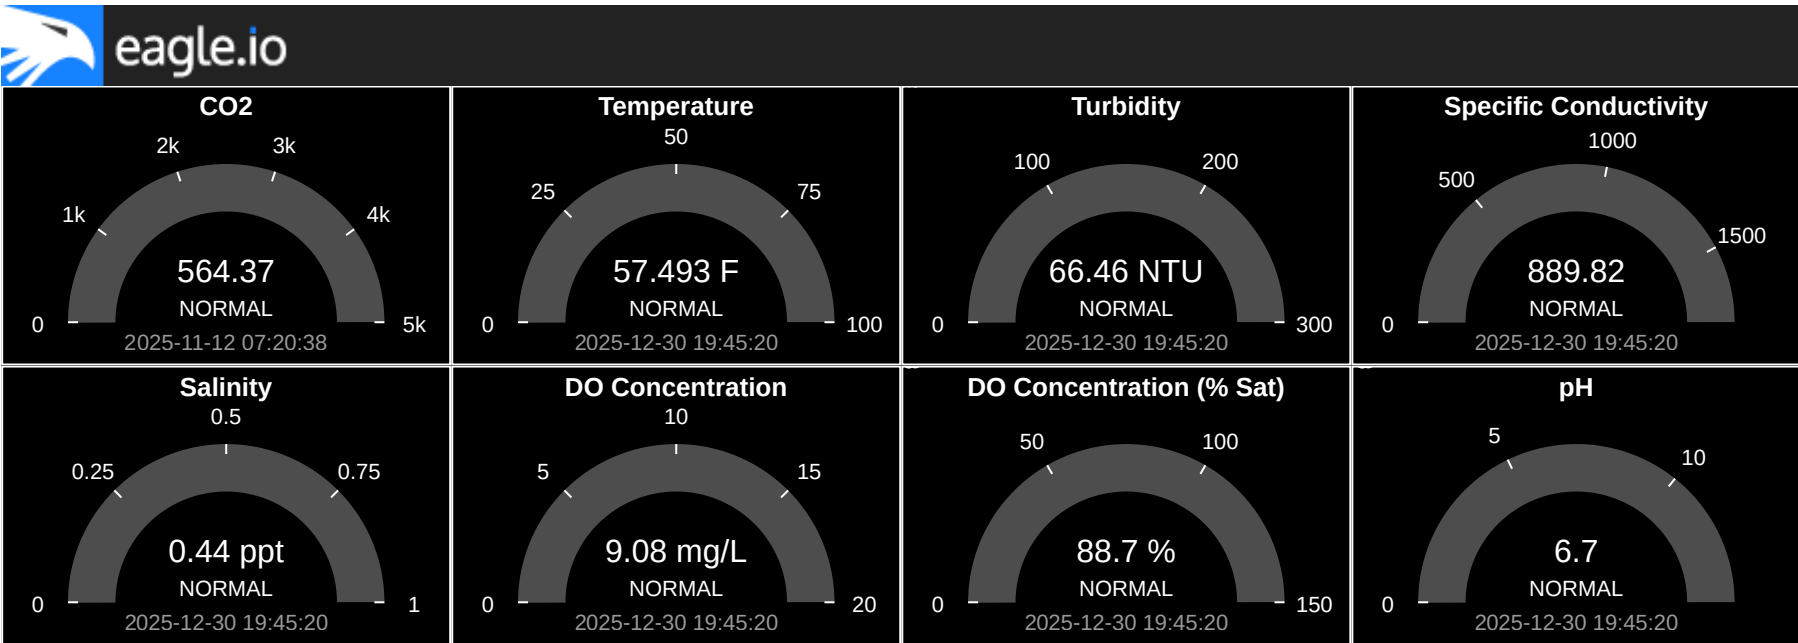 eagle.io
CO2
2k 3k
1k 4k
564.37
NORMAL
0 5k
2025-11-12 07:20:38
Temperature
50
25 75
57.493 F
NORMAL
0 100
2025-12-30 19:45:20
Turbidity
100 200
66.46 NTU
NORMAL
0 300
2025-12-30 19:45:20
Specific Conductivity
1000
500
1500
889.82
NORMAL
0
2025-12-30 19:45:20
Salinity
0.5
0.25 0.75
0.44 ppt
NORMAL
0 1
2025-12-30 19:45:20
DO Concentration
10
5 15
9.08 mg/L
NORMAL
0 20
2025-12-30 19:45:20
DO Concentration (% Sat)
50 100
88.7 %
NORMAL
0 150
2025-12-30 19:45:20
pH
5
10
6.7
NORMAL
0
2025-12-30 19:45:20